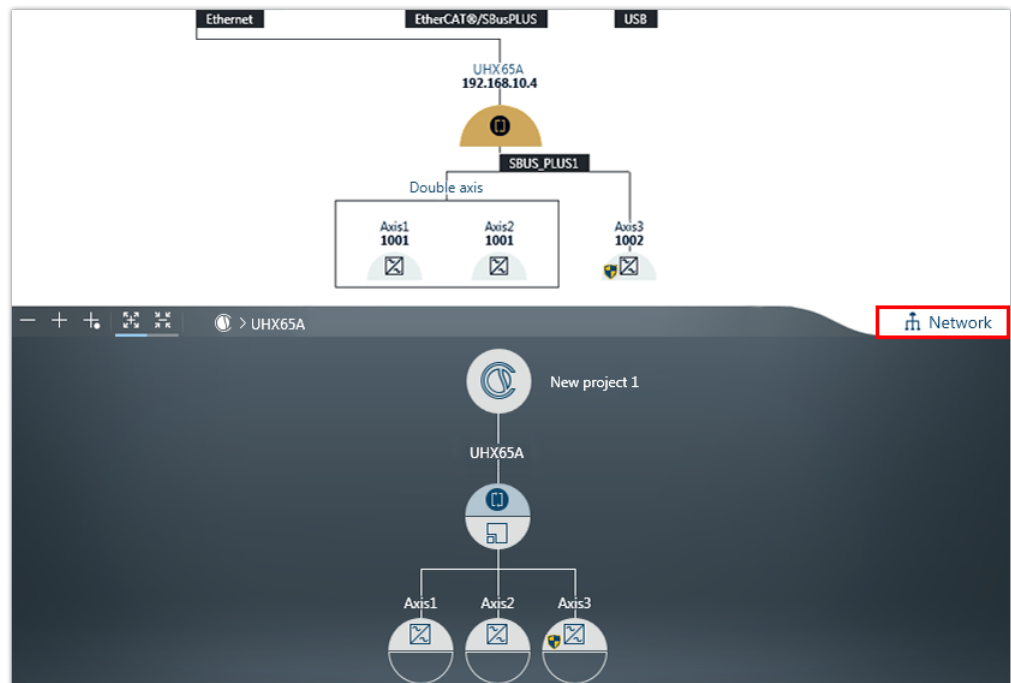 Ethernet EtherCAT®/SBusPLUS USB
UHX65A
192.168.10.4
SBUS_PLUS1
Double axis
Axis1 Axis2 Axis3
1001 1001 1002
> UHX65A Network
New project 1
UHX65A
Axis1 Axis2 Axis3